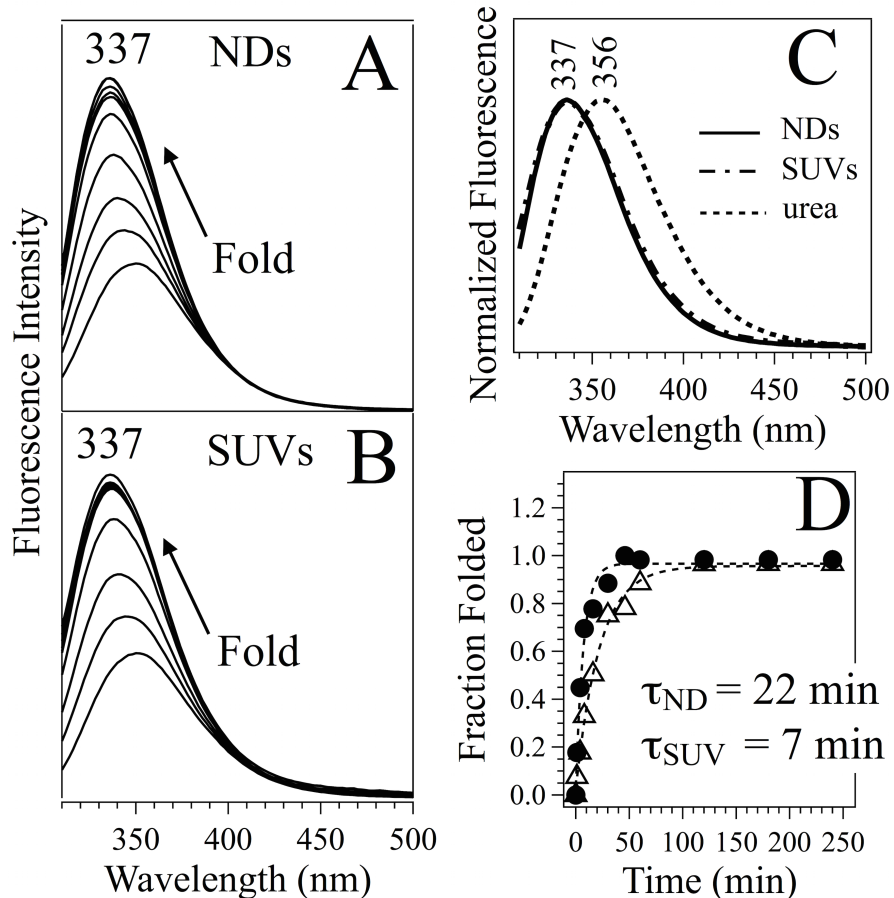 337
NDs
A
Fold
337
SUVs
B
Fold
Fluorescence Intensity
350
400
450
500
Wavelength (nm)
C
337
356
NDs
SUVs
urea
Normalized Fluorescence
350
400
450
500
Wavelength (nm)
D
1.2
1.0
0.8
0.6
0.4
0.2
0.0
Fraction Folded
τND = 22 min
τSUV = 7 min
0 50 100 150 200 250
Time (min)